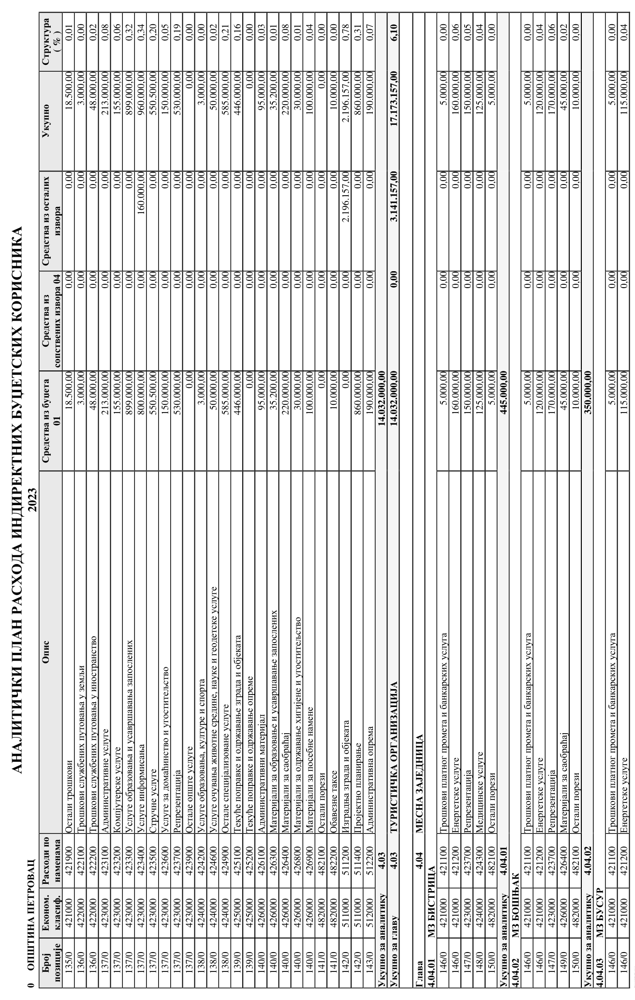 АНАЛИТИЧКИ ПЛАН РАСХОДА ИНДИРЕКТНИХ БУЏЕТСКИХ КОРИСНИКА
2023
0 ОПШТИНА ПЕТРОВАЦ
Број позиције Економ. класиф. Расходи по наменама Опис Средства из буџета 01 Средства из сопствених извора 04 Средства из осталих извора Укупно Структура ( % )
135/0 421000 421900 Остали трошкови 18.500,00 0,00 0,00 18.500,00 0,01
136/0 422000 422100 Трошкови службених путовања у земљи 3.000,00 0,00 0,00 3.000,00 0,00
136/0 422000 422200 Трошкови службених путовања у иностранство 48.000,00 0,00 0,00 48.000,00 0,02
137/0 423000 423100 Административне услуге 213.000,00 0,00 0,00 213.000,00 0,08
137/0 423000 423200 Компјутерске услуге 155.000,00 0,00 0,00 155.000,00 0,06
137/0 423000 423300 Услуге образовања и усавршавања запослених 899.000,00 0,00 0,00 899.000,00 0,32
137/0 423000 423400 Услуге информисања 800.000,00 0,00 160.000,00 960.000,00 0,34
137/0 423000 423500 Стручне услуге 550.500,00 0,00 0,00 550.500,00 0,20
137/0 423000 423600 Услуге за домаћинство и угоститељство 150.000,00 0,00 0,00 150.000,00 0,05
137/0 423000 423700 Репрезентација 530.000,00 0,00 0,00 530.000,00 0,19
137/0 423000 423900 Остале опште услуге 0,00 0,00 0,00 0,00 0,00
138/0 424000 424200 Услуге образовања, културе и спорта 3.000,00 0,00 0,00 3.000,00 0,00
138/0 424000 424600 Услуге очувања животне средине, науке и геодетске услуге 50.000,00 0,00 0,00 50.000,00 0,02
138/0 424000 424900 Остале специјализоване услуге 585.000,00 0,00 0,00 585.000,00 0,21
139/0 425000 425100 Текуће поправке и одржавање зграда и објеката 446.000,00 0,00 0,00 446.000,00 0,16
139/0 425000 425200 Текуће поправке и одржавање опреме 0,00 0,00 0,00 0,00 0,00
140/0 426000 426100 Административни материјал 95.000,00 0,00 0,00 95.000,00 0,03
140/0 426000 426300 Материјали за образовање и усавршавање запослених 35.200,00 0,00 0,00 35.200,00 0,01
140/0 426000 426400 Материјали за саобраћај 220.000,00 0,00 0,00 220.000,00 0,08
140/0 426000 426800 Материјали за одржавање хигијене и угоститељство 30.000,00 0,00 0,00 30.000,00 0,01
140/0 426000 426900 Материјали за посебне намене 100.000,00 0,00 0,00 100.000,00 0,04
141/0 482000 482100 Остали порези 0,00 0,00 0,00 0,00 0,00
141/0 482000 482200 Обавезне таксе 10.000,00 0,00 0,00 10.000,00 0,00
142/0 511000 511200 Изградња зграда и објеката 0,00 0,00 2.196.157,00 2.196.157,00 0,78
142/0 511000 511400 Пројектно планирање 860.000,00 0,00 0,00 860.000,00 0,31
143/0 512000 512200 Административна опрема 190.000,00 0,00 0,00 190.000,00 0,07
Укупно за аналитику 4.03 14.032.000,00
Укупно за главу 4.03 ТУРИСТИЧКА ОРГАНИЗАЦИЈА 14.032.000,00 0,00 3.141.157,00 17.173.157,00 6,10
Глава 4.04 МЕСНА ЗАЈЕДНИЦА
4.04.01 МЗ БИСТРИЦА
146/0 421000 421100 Трошкови платног промета и банкарских услуга 5.000,00 0,00 0,00 5.000,00 0,00
146/0 421000 421200 Енергетске услуге 160.000,00 0,00 0,00 160.000,00 0,06
147/0 423000 423700 Репрезентација 150.000,00 0,00 0,00 150.000,00 0,05
148/0 424000 424300 Медицинске услуге 125.000,00 0,00 0,00 125.000,00 0,04
150/0 482000 482100 Остали порези 5.000,00 0,00 0,00 5.000,00 0,00
Укупно за аналитику 4.04.01 445.000,00
4.04.02 МЗ БОШЊАК
146/0 421000 421100 Трошкови платног промета и банкарских услуга 5.000,00 0,00 0,00 5.000,00 0,00
146/0 421000 421200 Енергетске услуге 120.000,00 0,00 0,00 120.000,00 0,04
147/0 423000 423700 Репрезентација 170.000,00 0,00 0,00 170.000,00 0,06
149/0 426000 426400 Материјали за саобраћај 45.000,00 0,00 0,00 45.000,00 0,02
150/0 482000 482100 Остали порези 10.000,00 0,00 0,00 10.000,00 0,00
Укупно за аналитику 4.04.02 350.000,00
4.04.03 МЗ БУСУР
146/0 421000 421100 Трошкови платног промета и банкарских услуга 5.000,00 0,00 0,00 5.000,00 0,00
146/0 421000 421200 Енергетске услуге 115.000,00 0,00 0,00 115.000,00 0,04